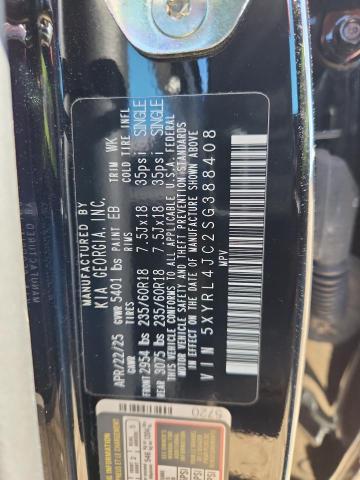 MANUFACTURED BY
KIA GEORGIA, INC.
APR/22/25 GVWR 5401 lbs PAINT EB TRIM WK
GAWR TIRES COLD TIRE INFL
FRONT 2954 lbs 235/60R18 7.5Jx18 35psi SINGLE
REAR 3075 lbs 235/60R18 7.5Jx18 35psi SINGLE
THIS VEHICLE CONFORMS TO ALL APPLICABLE U.S. FEDERAL
MOTOR VEHICLE SAFETY AND THEFT PREVENTION STANDARDS
IN EFFECT ON THE DATE OF MANUFACTURE SHOWN ABOVE.
VIN 5XYRL4JC2SG388408
MPV
5720